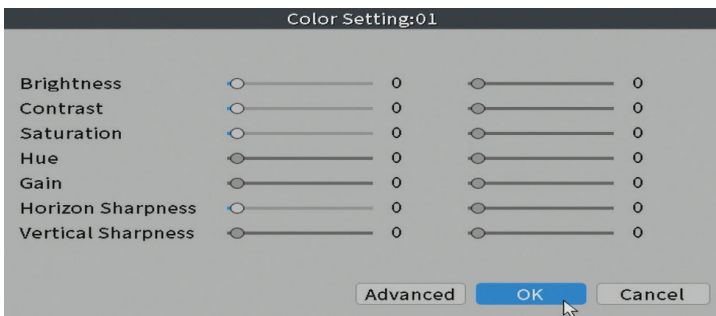 Color Setting:01
Brightness 0 0
Contrast 0 0
Saturation 0 0
Hue 0 0
Gain 0 0
Horizon Sharpness 0 0
Vertical Sharpness 0 0
Advanced OK Cancel